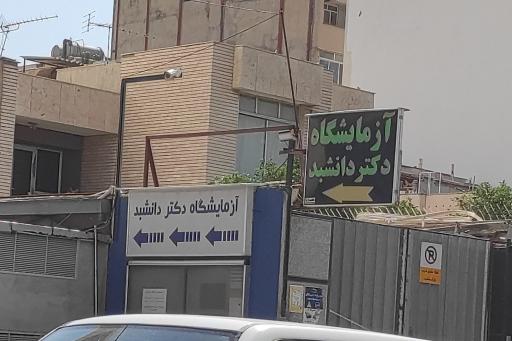 آزمایشگاه
دکتر دانشبد
آزمایشگاه دکتر دانشبد